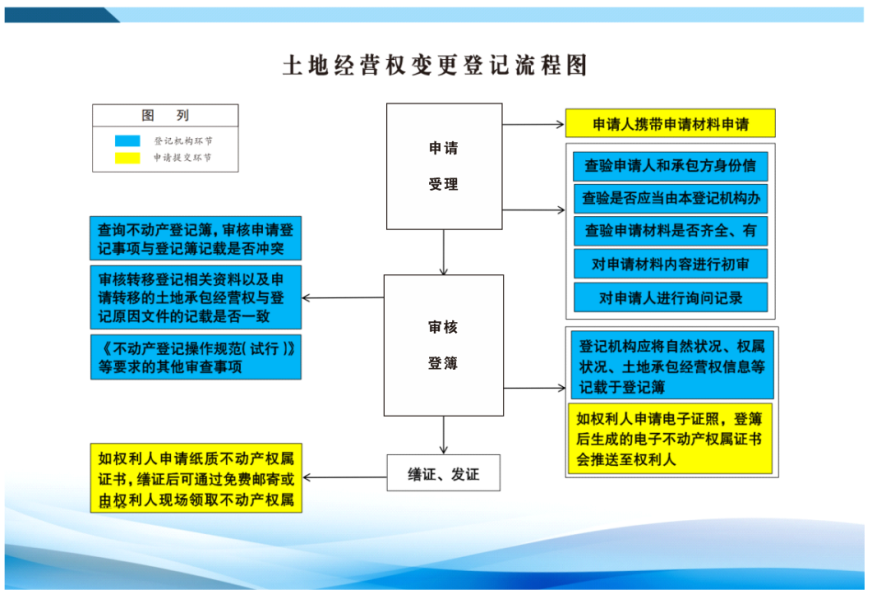 土地经营权变更登记流程图
图 列
登记机构环节
申请提交环节
申请
受理
申请人携带申请材料申请
查验申请人和承包方身份信
查验是否应当由本登记机构办
查验申请材料是否齐全、有
对申请材料内容进行初审
对申请人进行询问记录
查询不动产登记簿，审核申请登
记事项与登记簿记载是否冲突
审核转移登记相关资料以及申
请转移的土地承包经营权与登
记原因文件的记载是否一致
《不动产登记操作规范(试行)》
等要求的其他审查事项
审核
登簿
登记机构应将自然状况、权属
状况、土地承包经营权信息等
记载于登记簿
如权利人申请电子证照，登簿
后生成的电子不动产权属证书
会推送至权利人
如权利人申请纸质不动产权属
证书，缮证后可通过免费邮寄或
由权利人现场领取不动产权属
缮证、发证